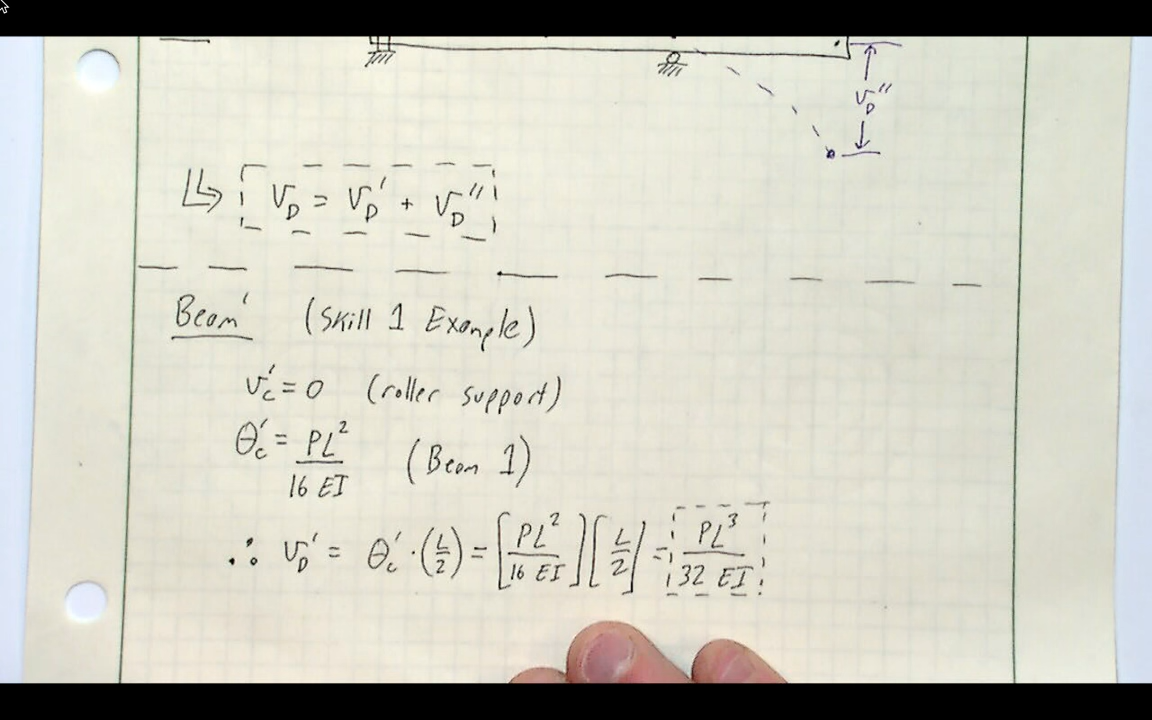 v_D''
v_D = v_D' + v_D''
Beam' (Skill 1 Example)
v_c' = 0 (roller support)
θ_c' = PL²/16 EI (Beam 1)
∴ v_D' = θ_c' · (L/2) = [PL²/16 EI][L/2] = PL³/32 EI